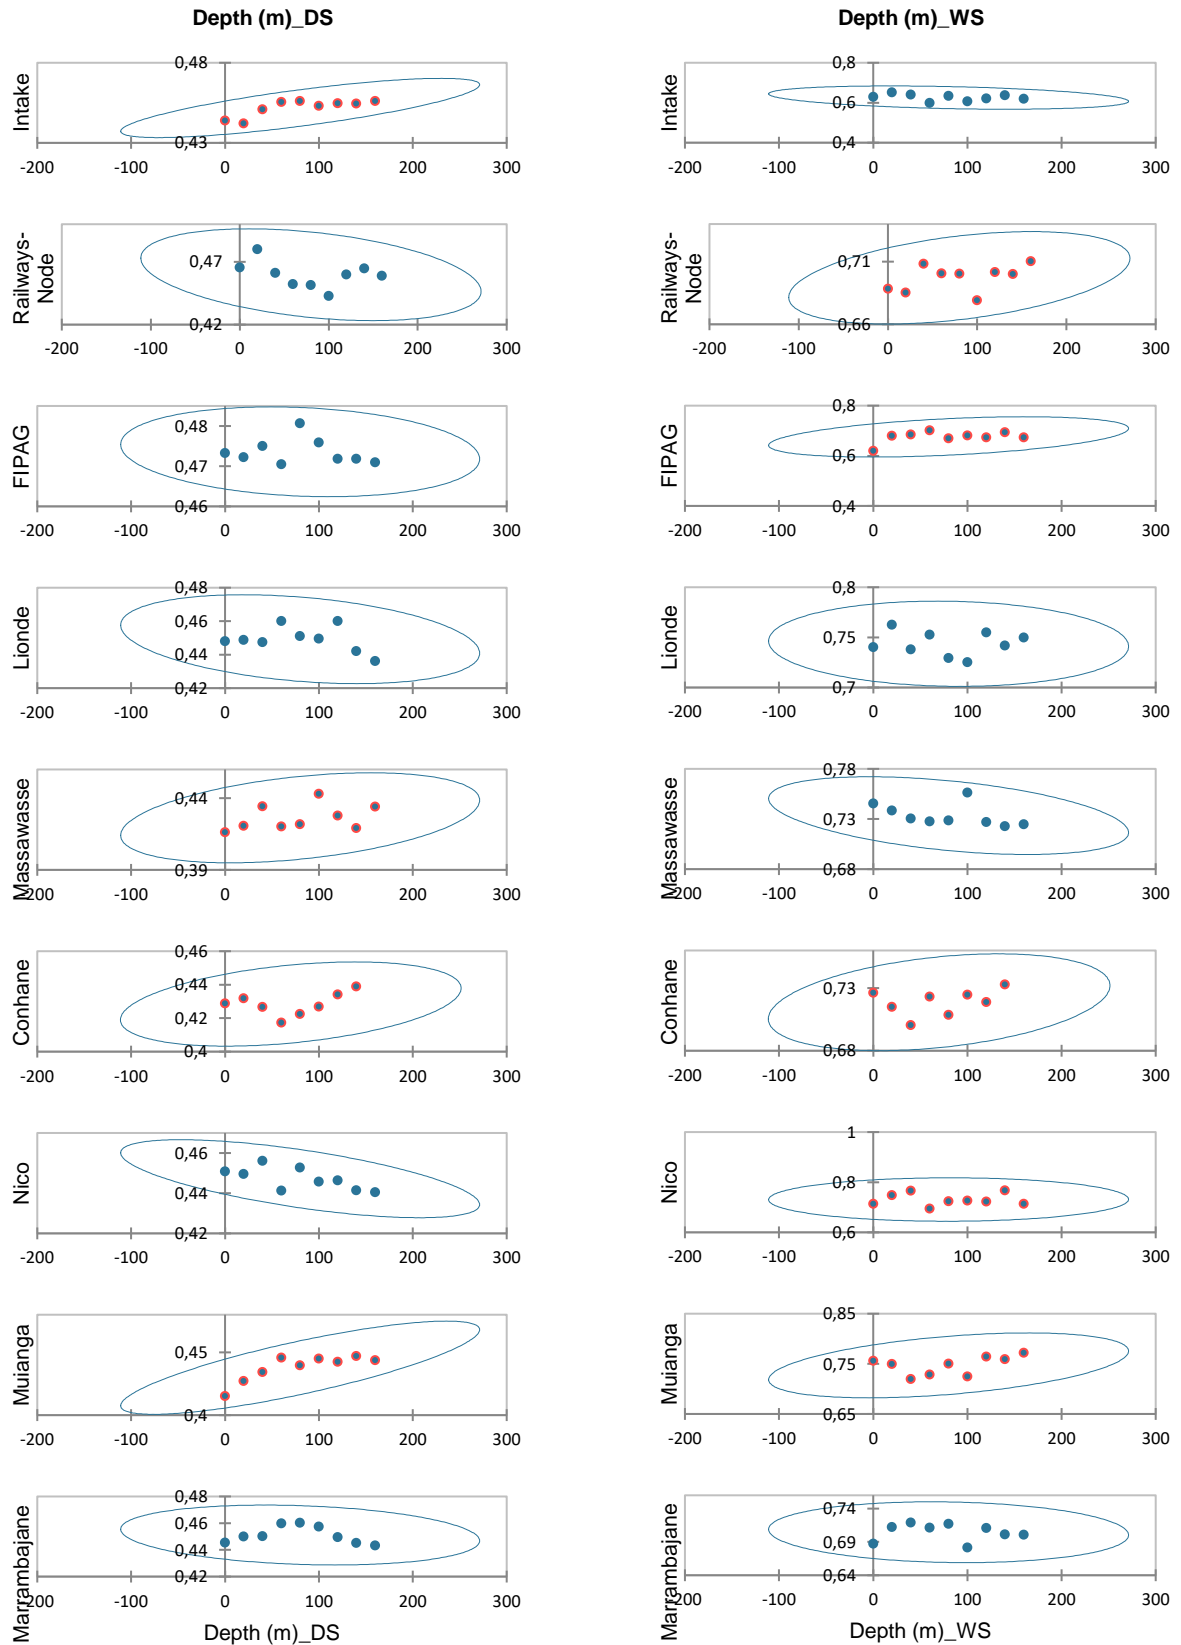 Depth (m)_DS
Depth (m)_WS
Intake
0,48
0,43
-200 -100 0 100 200 300
Intake
0,8
0,6
0,4
-200 -100 0 100 200 300
Railways-
Node
0,47
0,42
-200 -100 0 100 200 300
Railways-
Node
0,71
0,66
-200 -100 0 100 200 300
FIPAG
0,48
0,47
0,46
-200 -100 0 100 200 300
FIPAG
0,8
0,6
0,4
-200 -100 0 100 200 300
Lionde
0,48
0,46
0,44
0,42
-200 -100 0 100 200 300
Lionde
0,8
0,75
0,7
-200 -100 0 100 200 300
Massawasse
0,44
0,39
-200 -100 0 100 200 300
Massawasse
0,78
0,73
0,68
-200 -100 0 100 200 300
Conhane
0,46
0,44
0,42
0,4
-200 -100 0 100 200 300
Conhane
0,73
0,68
-200 -100 0 100 200 300
Nico
0,46
0,44
0,42
-200 -100 0 100 200 300
Nico
1
0,8
0,6
-200 -100 0 100 200 300
Muianga
0,45
0,4
-200 -100 0 100 200 300
Muianga
0,85
0,75
0,65
-200 -100 0 100 200 300
Marrambajane
0,48
0,46
0,44
0,42
-200 -100 0 100 200 300
Depth (m)_DS
Marrambajane
0,74
0,69
0,64
-200 -100 0 100 200 300
Depth (m)_WS